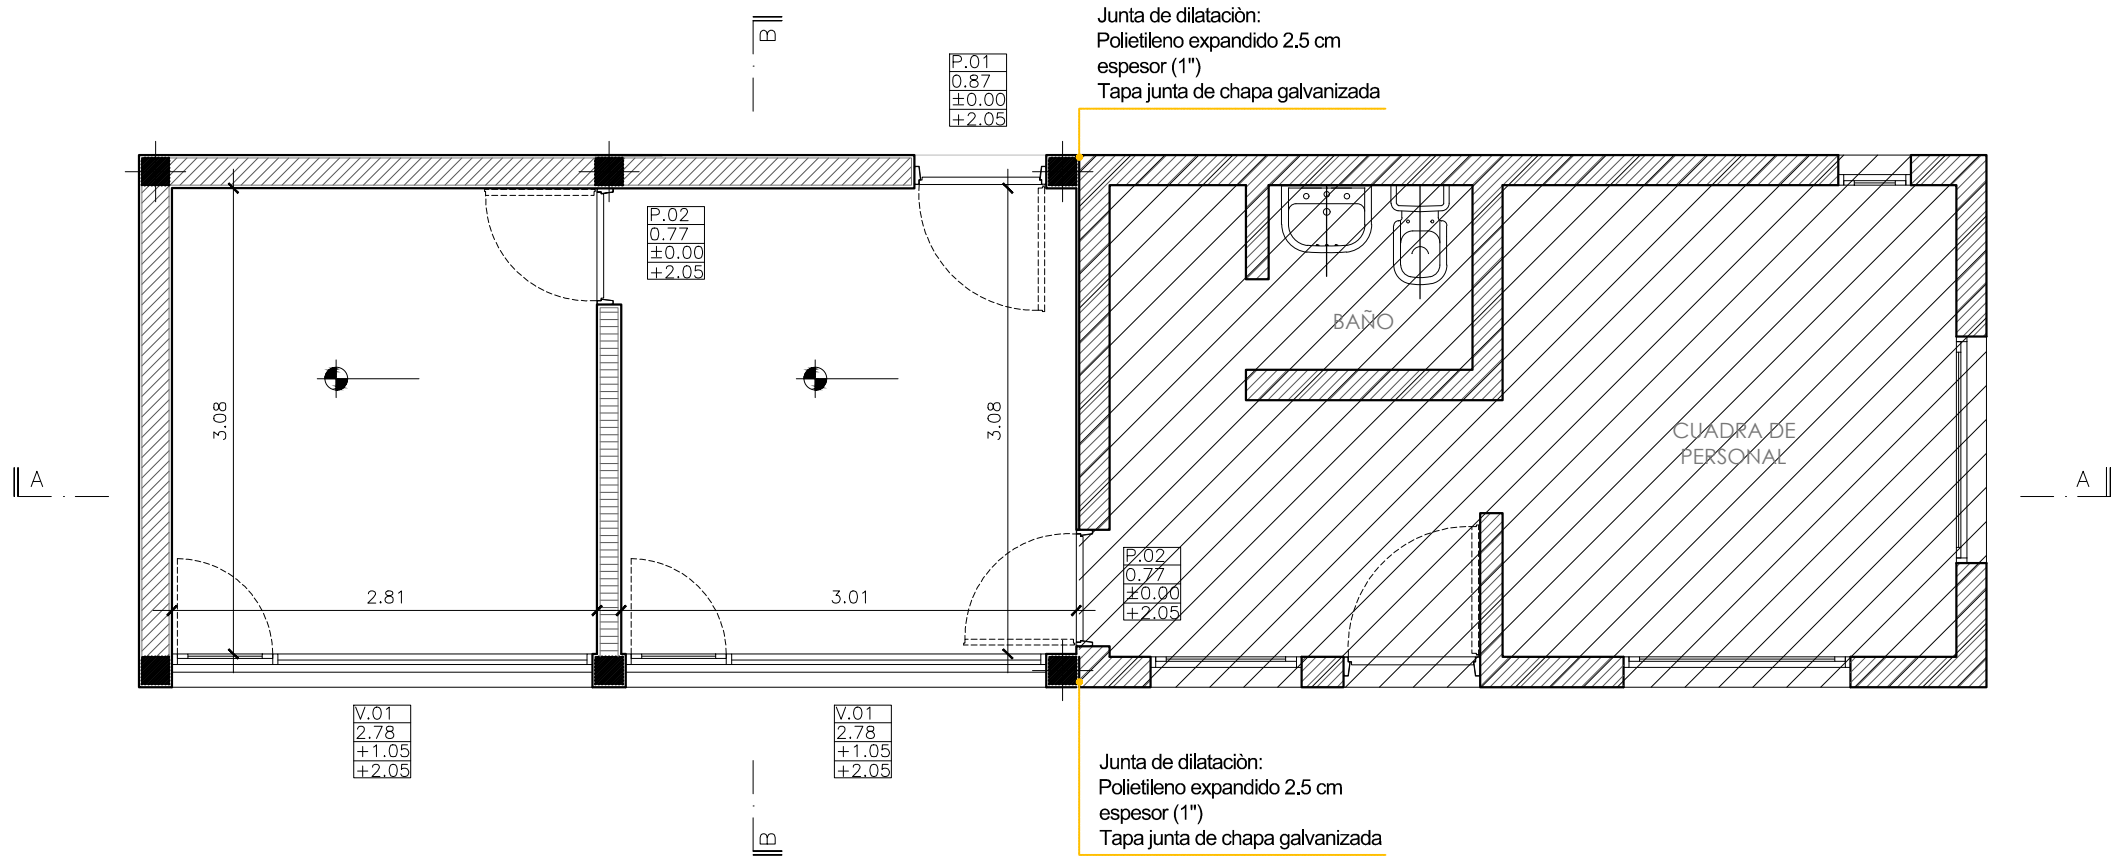 Junta de dilataciòn:
Polietileno expandido 2.5 cm
espesor (1")
Tapa junta de chapa galvanizada
B
P.01
0.87
±0.00
+2.05
P.02
0.77
±0.00
+2.05
BAÑO
3.08
3.08
CUADRA DE
PERSONAL
A
A
P.02
0.77
±0.00
+2.05
2.81
3.01
V.01
2.78
+1.05
+2.05
V.01
2.78
+1.05
+2.05
Junta de dilataciòn:
Polietileno expandido 2.5 cm
espesor (1")
Tapa junta de chapa galvanizada
B